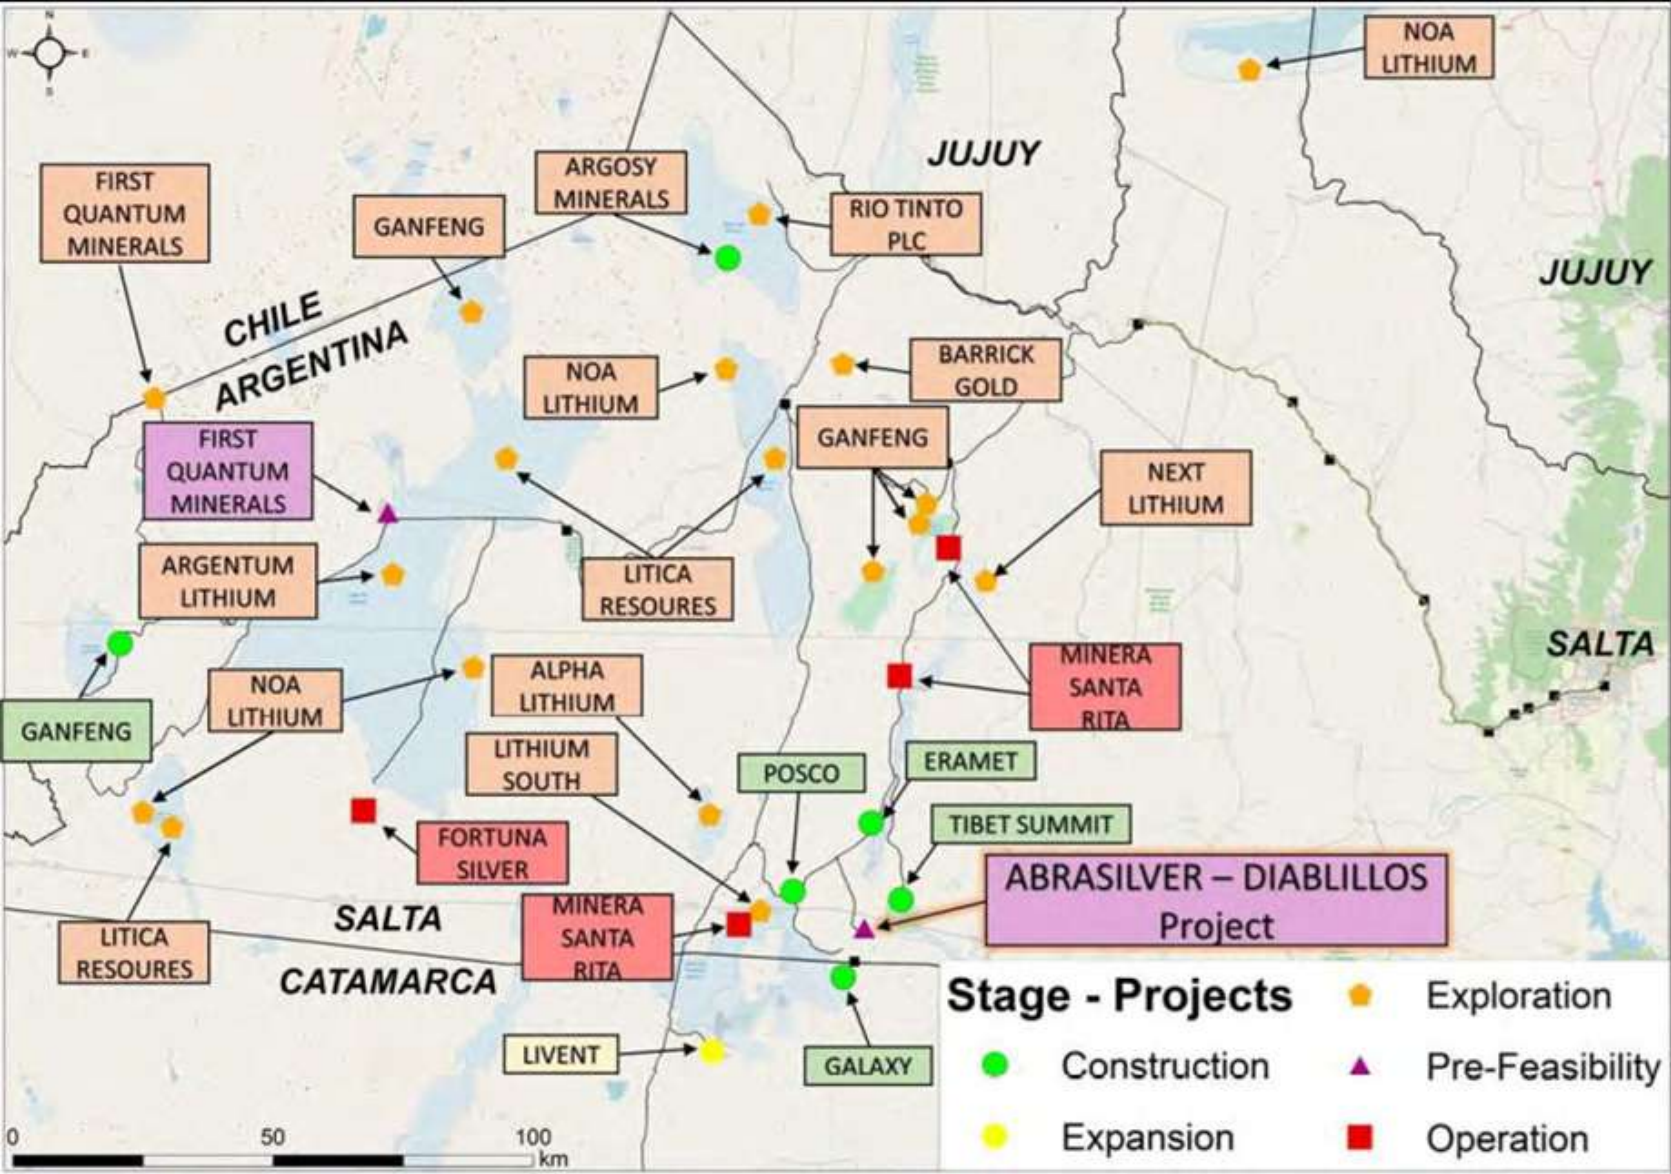 N
W
E
S
NOA
LITHIUM
JUJUY
ARGOSY
MINERALS
FIRST
QUANTUM
MINERALS
GANFENG
RIO TINTO
PLC
JUJUY
CHILE
ARGENTINA
NOA
LITHIUM
BARRICK
GOLD
FIRST
QUANTUM
MINERALS
GANFENG
NEXT
LITHIUM
ARGENTUM
LITHIUM
LITICA
RESOURES
SALTA
MINERA
SANTA
RITA
NOA
LITHIUM
ALPHA
LITHIUM
GANFENG
LITHIUM
SOUTH
POSCO
ERAMET
FORTUNA
SILVER
TIBET SUMMIT
ABRASILVER – DIABLILLOS
Project
SALTA
MINERA
SANTA
RITA
LITICA
RESOURES
CATAMARCA
LIVENT
GALAXY
Stage - Projects
Exploration
Construction
Pre-Feasibility
Expansion
Operation
0 50 100
km